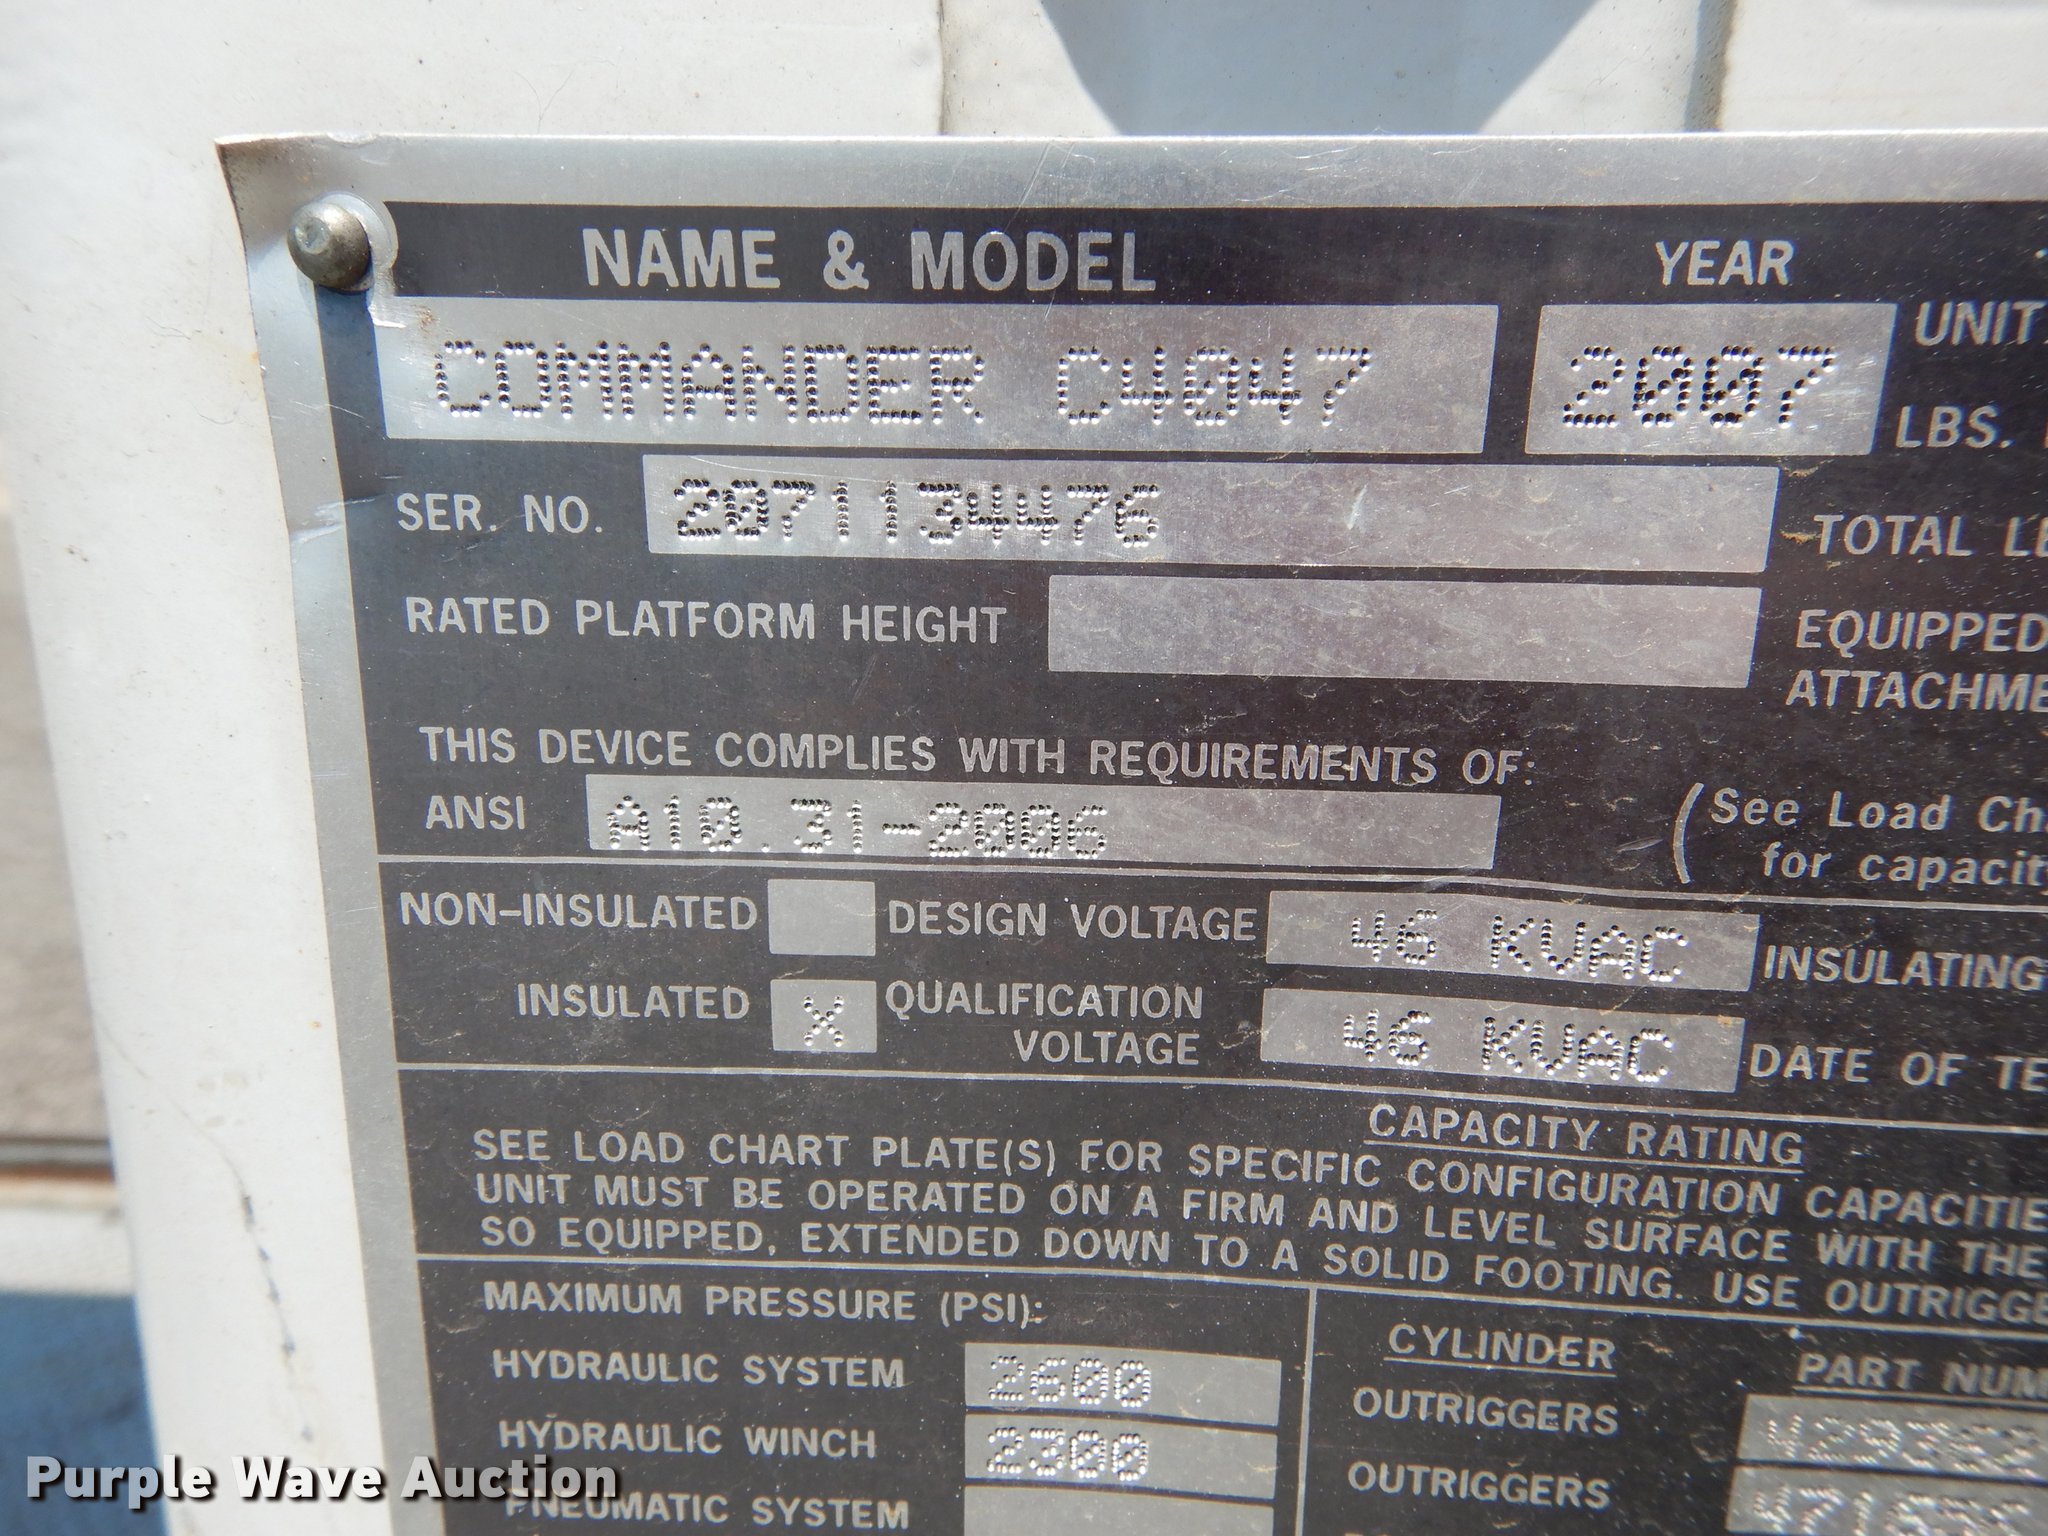 NAME & MODEL YEAR
COMMANDER C4047 2007 UNIT
LBS.
SER. NO. 2071134476
TOTAL
RATED PLATFORM HEIGHT
EQUIPPED
THIS DEVICE COMPLIES WITH REQUIREMENTS OF:
ANSI A10.31-2006
(See Load
for
NON-INSULATED DESIGN VOLTAGE 46 KVAC INSULATING
INSULATED X QUALIFICATION
VOLTAGE 46 KVAC DATE OF
CAPACITY RATING
SEE LOAD CHART PLATE(S) FOR SPECIFIC CONFIGURATION
UNIT MUST BE OPERATED ON A FIRM AND LEVEL SURFACE WITH THE
SO EQUIPPED, EXTENDED DOWN TO A SOLID FOOTING. USE
MAXIMUM PRESSURE (PSI):
HYDRAULIC SYSTEM 2600
HYDRAULIC WINCH 2300
PNEUMATIC SYSTEM
CYLINDER PART
OUTRIGGERS
OUTRIGGERS
Purple Wave Auction